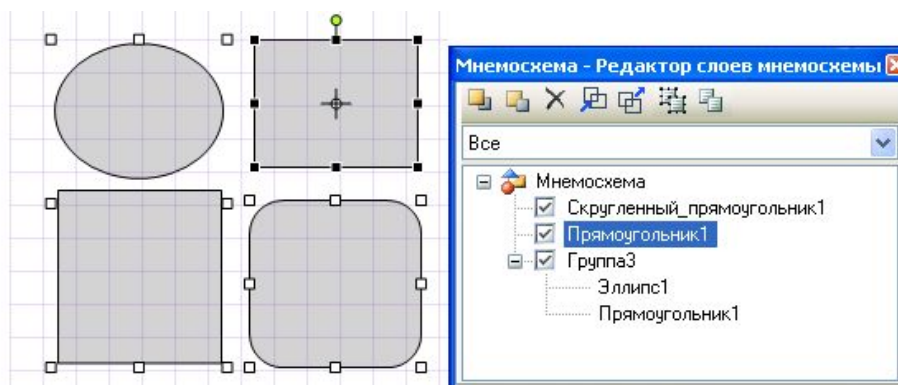 Мнемосхема - Редактор слоев мнемосхемы
Все
Мнемосхема
Скругленный_прямоугольник1
Прямоугольник1
Группа3
Эллипс1
Прямоугольник1